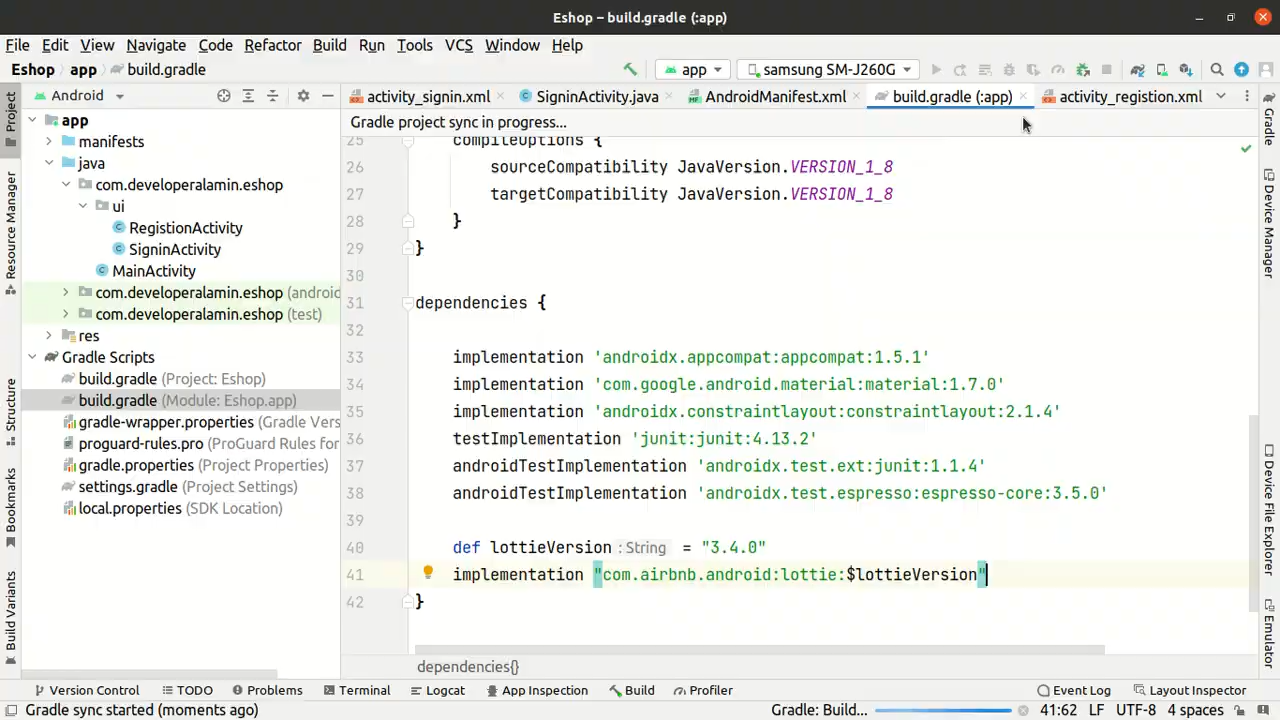 Eshop – build.gradle (:app)
File Edit View Navigate Code Refactor Build Run Tools VCS Window Help
Eshop app build.gradle app samsung SM-J260G
Android activity_signin.xml SigninActivity.java AndroidManifest.xml build.gradle (:app) activity_registion.xml
Gradle project sync in progress...
Project
Resource Manager
Structure
Bookmarks
Build Variants
app
manifests
java
com.developeralamin.eshop
ui
RegistionActivity
SigninActivity
MainActivity
com.developeralamin.eshop (android
com.developeralamin.eshop (test)
res
Gradle Scripts
build.gradle (Project: Eshop)
build.gradle (Module: Eshop.app)
gradle-wrapper.properties (Gradle Vers
proguard-rules.pro (ProGuard Rules for
gradle.properties (Project Properties)
settings.gradle (Project Settings)
local.properties (SDK Location)
25 compileOptions {
26 sourceCompatibility JavaVersion.VERSION_1_8
27 targetCompatibility JavaVersion.VERSION_1_8
28 }
29 }
30
31 dependencies {
32
33 implementation 'androidx.appcompat:appcompat:1.5.1'
34 implementation 'com.google.android.material:material:1.7.0'
35 implementation 'androidx.constraintlayout:constraintlayout:2.1.4'
36 testImplementation 'junit:junit:4.13.2'
37 androidTestImplementation 'androidx.test.ext:junit:1.1.4'
38 androidTestImplementation 'androidx.test.espresso:espresso-core:3.5.0'
39
40 def lottieVersion : String = "3.4.0"
41 implementation "com.airbnb.android:lottie:$lottieVersion"
42 }
dependencies{}
Gradle
Device Manager
Device File Explorer
Emulator
Version Control TODO Problems Terminal Logcat App Inspection Build Profiler Event Log Layout Inspector
Gradle sync started (moments ago) Gradle: Build... 41:62 LF UTF-8 4 spaces